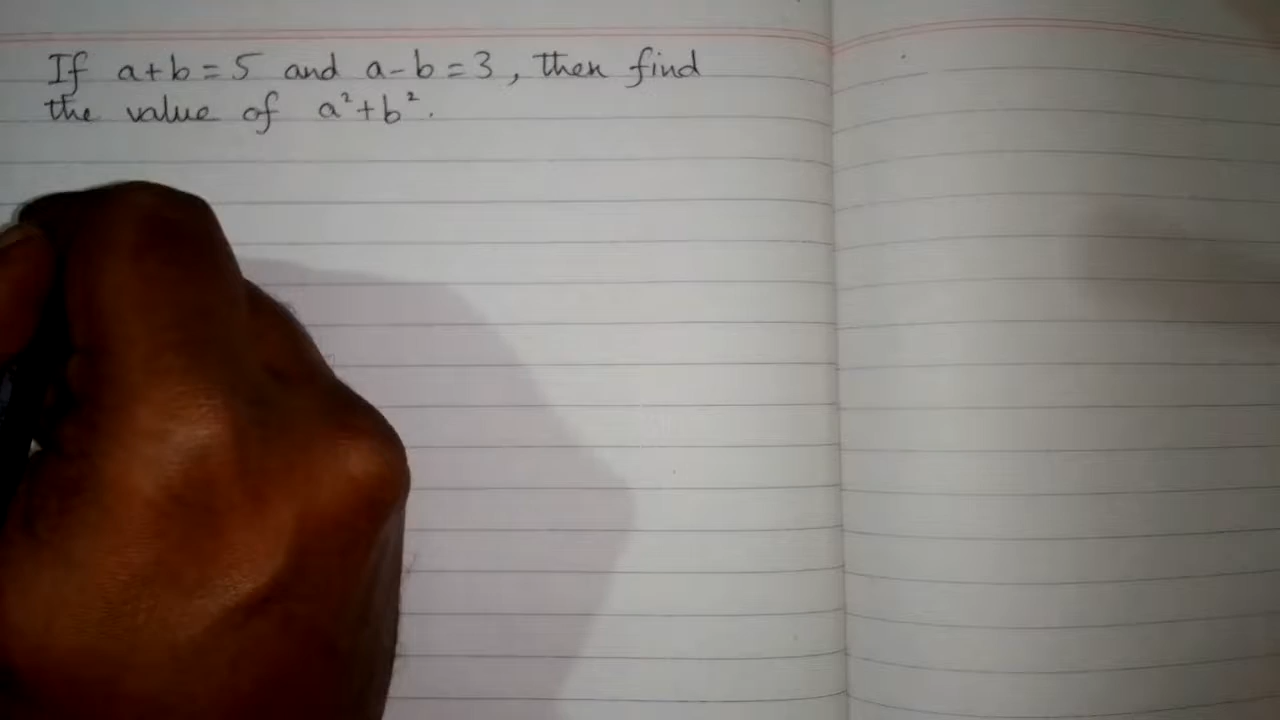 If a+b=5 and a-b=3, then find
the value of a²+b².